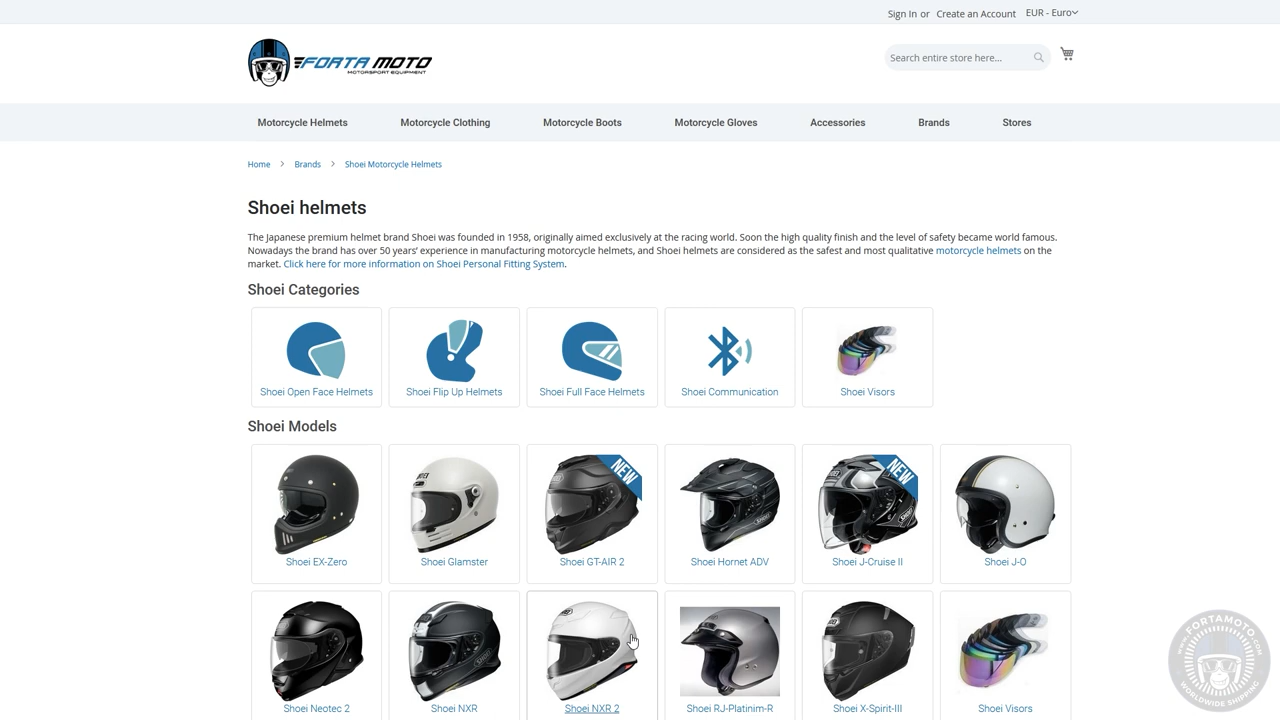 Sign In or Create an Account EUR - Euro
FORTA MOTO
MOTORSPORT EQUIPMENT
Search entire store here...
Motorcycle Helmets Motorcycle Clothing Motorcycle Boots Motorcycle Gloves Accessories Brands Stores
Home > Brands > Shoei Motorcycle Helmets
Shoei helmets
The Japanese premium helmet brand Shoei was founded in 1958, originally aimed exclusively at the racing world. Soon the high quality finish and the level of safety became world famous.
Nowadays the brand has over 50 years’ experience in manufacturing motorcycle helmets, and Shoei helmets are considered as the safest and most qualitative motorcycle helmets on the
market. Click here for more information on Shoei Personal Fitting System.
Shoei Categories
Shoei Open Face Helmets Shoei Flip Up Helmets Shoei Full Face Helmets Shoei Communication Shoei Visors
Shoei Models
NEW NEW
Shoei EX-Zero Shoei Glamster Shoei GT-AIR 2 Shoei Hornet ADV Shoei J-Cruise II Shoei J-O
Shoei Neotec 2 Shoei NXR Shoei NXR 2 Shoei RJ-Platinim-R Shoei X-Spirit-III Shoei Visors
WWW.FORTAMOTO.COM
WORLDWIDE SHIPPING